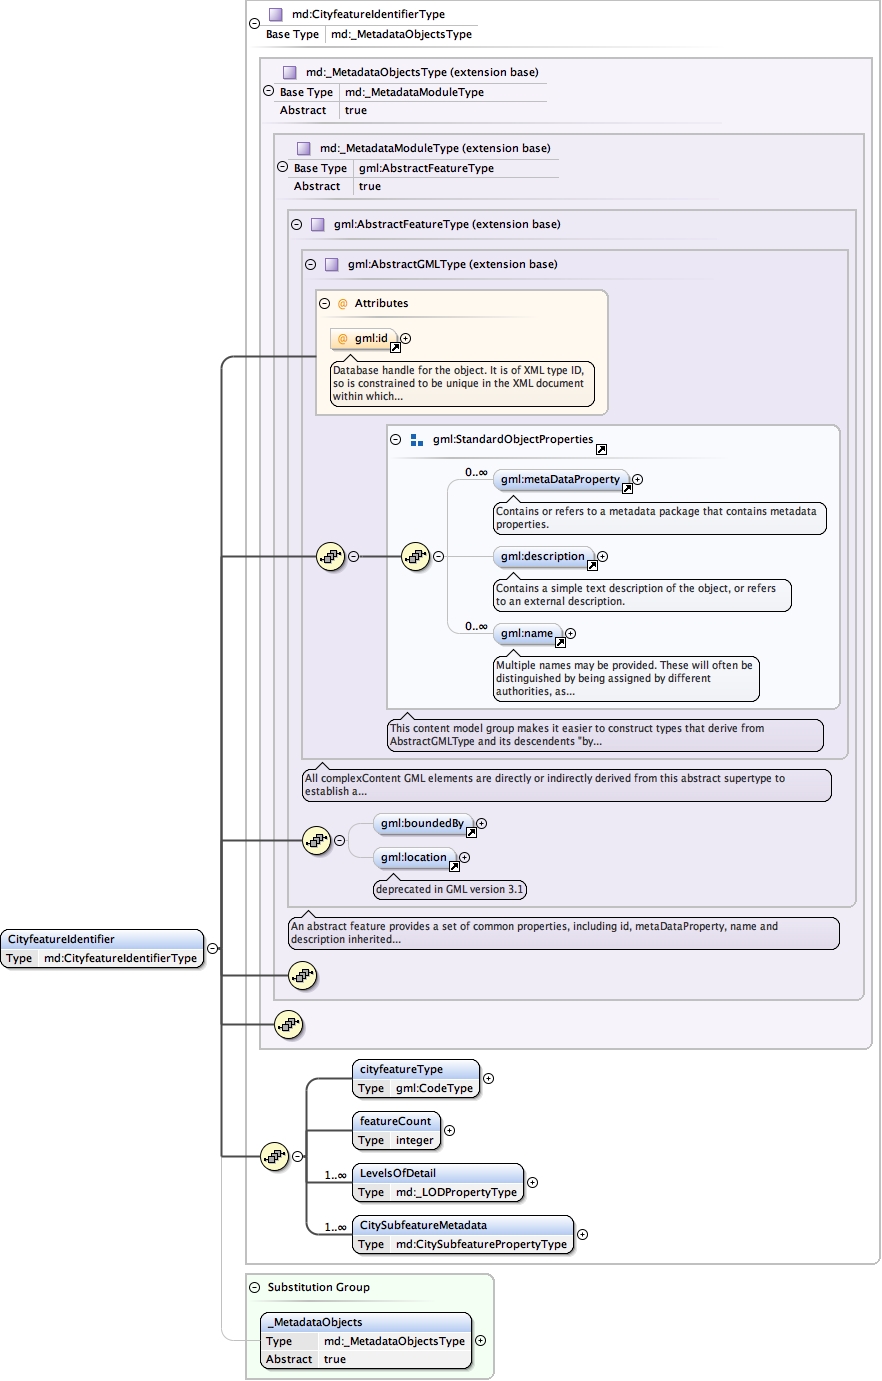 md:CityfeatureIdentifierType
Base Type md:_MetadataObjectsType
md:_MetadataObjectsType (extension base)
Base Type md:_MetadataModuleType
Abstract true
md:_MetadataModuleType (extension base)
Base Type gml:AbstractFeatureType
Abstract true
gml:AbstractFeatureType (extension base)
gml:AbstractGMLType (extension base)
@ Attributes
@ gml:id
Database handle for the object. It is of XML type ID,
so is constrained to be unique in the XML document
within which...
gml:StandardObjectProperties
0..∞
gml:metaDataProperty
Contains or refers to a metadata package that contains metadata
properties.
gml:description
Contains a simple text description of the object, or refers
to an external description.
0..∞
gml:name
Multiple names may be provided. These will often be
distinguished by being assigned by different
authorities, as...
This content model group makes it easier to construct types that derive from
AbstractGMLType and its descendents "by...
All complexContent GML elements are directly or indirectly derived from this abstract supertype to
establish a...
gml:boundedBy
gml:location
deprecated in GML version 3.1
An abstract feature provides a set of common properties, including id, metaDataProperty, name and
description inherited...
CityfeatureIdentifier
Type md:CityfeatureIdentifierType
cityfeatureType
Type gml:CodeType
featureCount
Type integer
1..∞
LevelsOfDetail
Type md:_LODPropertyType
1..∞
CitySubfeatureMetadata
Type md:CitySubfeaturePropertyType
Substitution Group
_MetadataObjects
Type md:_MetadataObjectsType
Abstract true